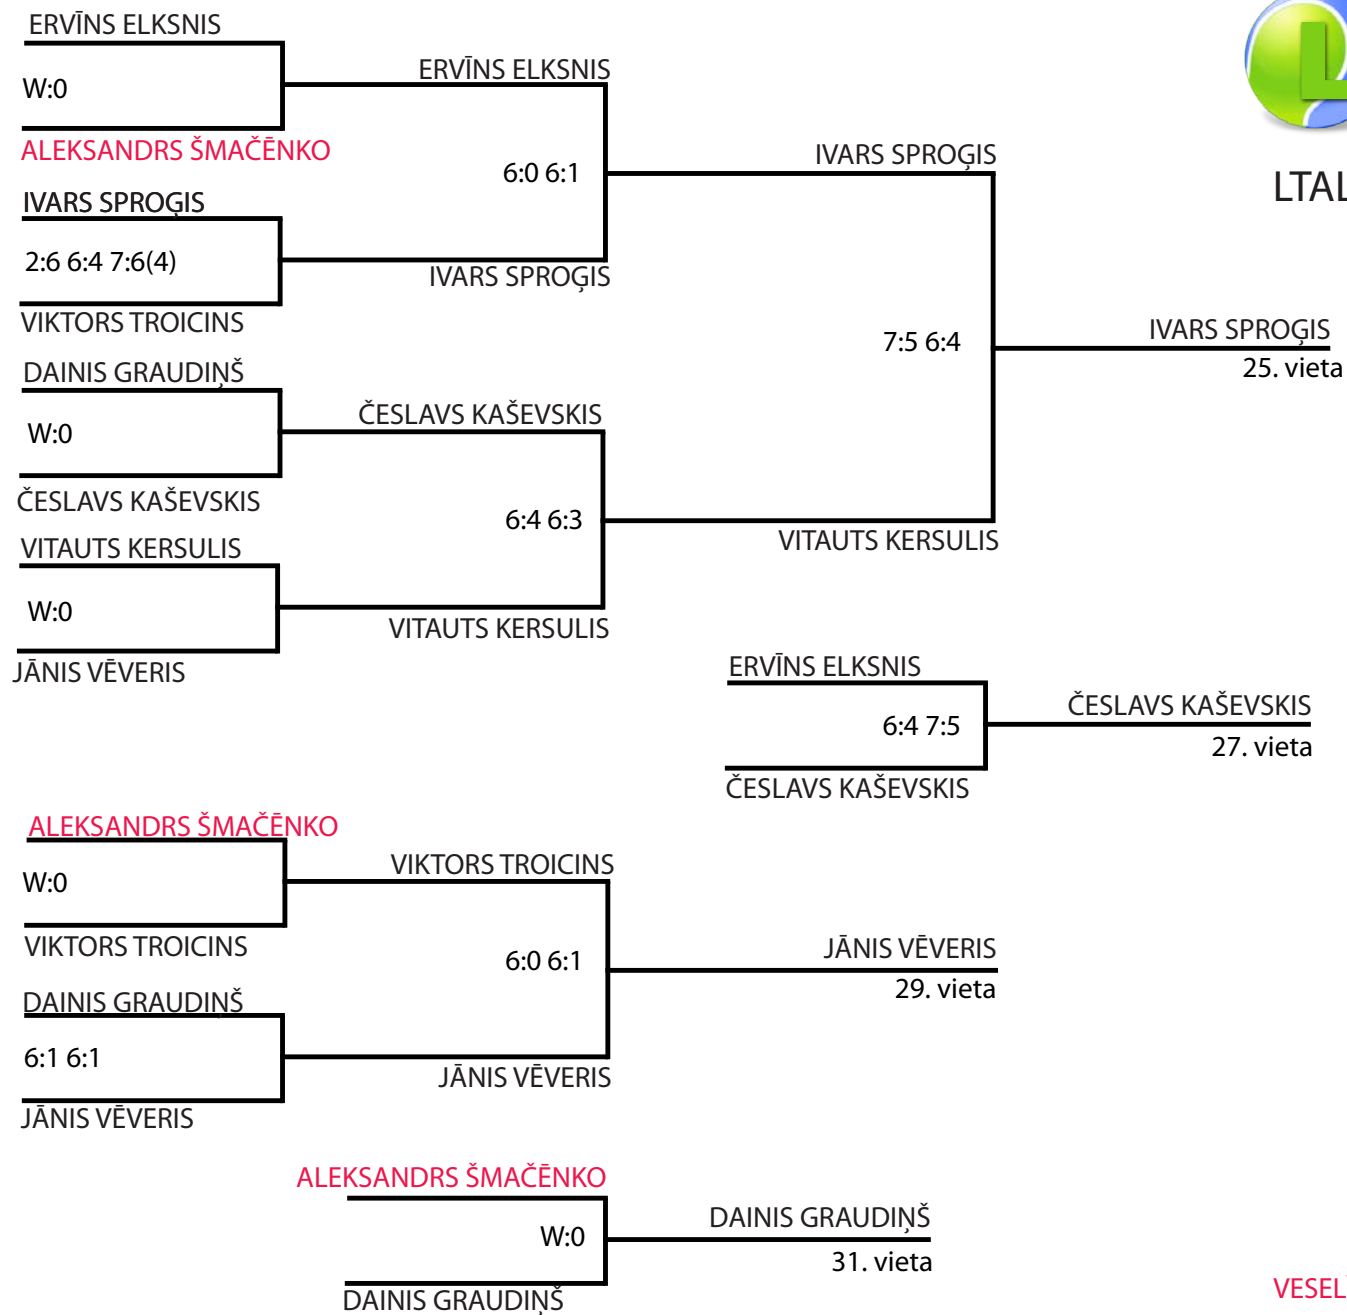 ERVĪNS ELKSNIS
W:0
ALEKSANDRS ŠMAČĒNKO
IVARS SPROĢIS
2:6 6:4 7:6(4)
VIKTORS TROICINS
DAINIS GRAUDIŅŠ
W:0
ČESLAVS KAŠEVSKIS
VITAUTS KERSULIS
W:0
JĀNIS VĒVERIS
ERVĪNS ELKSNIS
6:0 6:1
IVARS SPROĢIS
ČESLAVS KAŠEVSKIS
6:4 6:3
VITAUTS KERSULIS
IVARS SPROĢIS
7:5 6:4
VITAUTS KERSULIS
IVARS SPROĢIS
25. vieta
L
LTAL
ERVĪNS ELKSNIS
6:4 7:5
ČESLAVS KAŠEVSKIS
ČESLAVS KAŠEVSKIS
27. vieta
ALEKSANDRS ŠMAČĒNKO
W:0
VIKTORS TROICINS
DAINIS GRAUDIŅŠ
6:1 6:1
JĀNIS VĒVERIS
VIKTORS TROICINS
6:0 6:1
JĀNIS VĒVERIS
JĀNIS VĒVERIS
29. vieta
ALEKSANDRS ŠMAČĒNKO
W:0
DAINIS GRAUDIŅŠ
DAINIS GRAUDIŅŠ
31. vieta